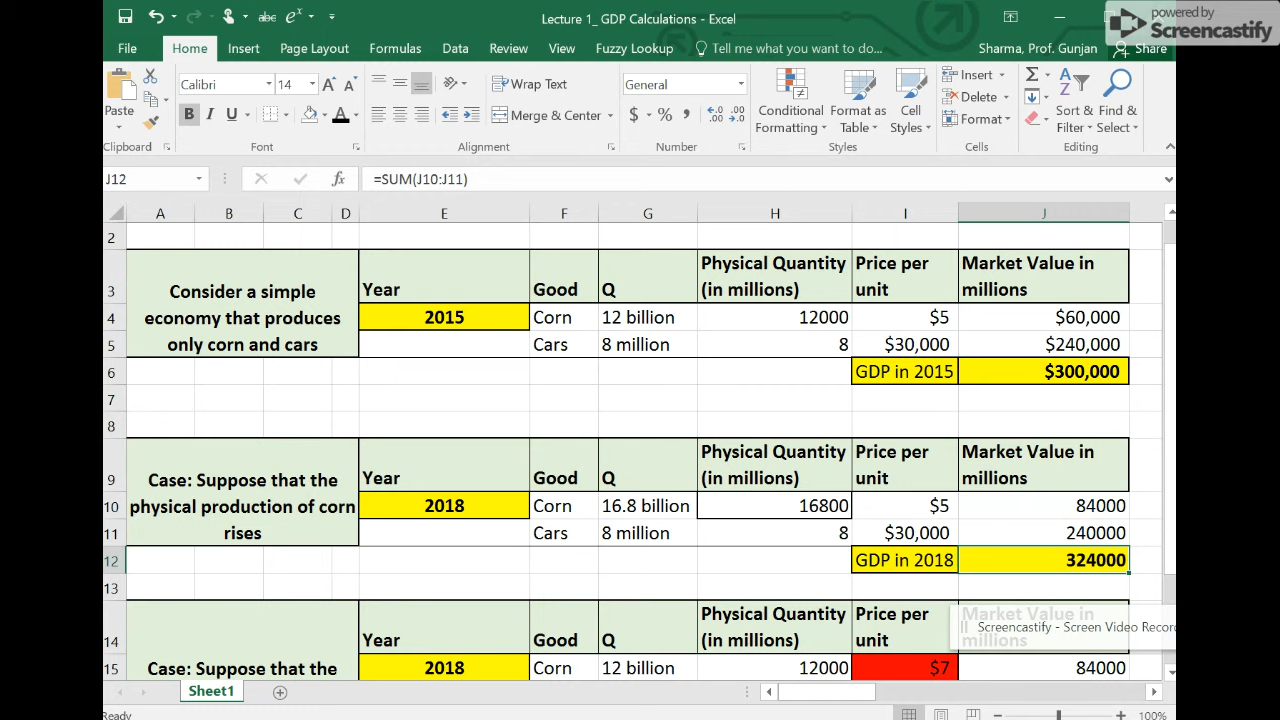 Lecture 1_ GDP Calculations - Excel
powered by
Screencastify
File Home Insert Page Layout Formulas Data Review View Fuzzy Lookup Tell me what you want to do... Sharma, Prof. Gunjan Share
Paste
Calibri 14 A A
B I U A
Wrap Text
Merge & Center
General
$ % ,
Conditional Formatting
Format as Table
Cell Styles
Insert
Delete
Format
Sort & Filter
Find & Select
Clipboard Font Alignment Number Styles Cells Editing
J12 fx =SUM(J10:J11)
A B C D E F G H I J
2
3 Consider a simple economy that produces only corn and cars Year Good Q Physical Quantity (in millions) Price per unit Market Value in millions
4 2015 Corn 12 billion 12000 $5 $60,000
5 Cars 8 million 8 $30,000 $240,000
6 GDP in 2015 $300,000
7
8
9 Case: Suppose that the physical production of corn rises Year Good Q Physical Quantity (in millions) Price per unit Market Value in millions
10 2018 Corn 16.8 billion 16800 $5 84000
11 Cars 8 million 8 $30,000 240000
12 GDP in 2018 324000
13
14 Year Good Q Physical Quantity (in millions) Price per unit Market Value in millions
Screencastify - Screen Video Recor
15 Case: Suppose that the 2018 Corn 12 billion 12000 $7 84000
Sheet1
Ready 100%